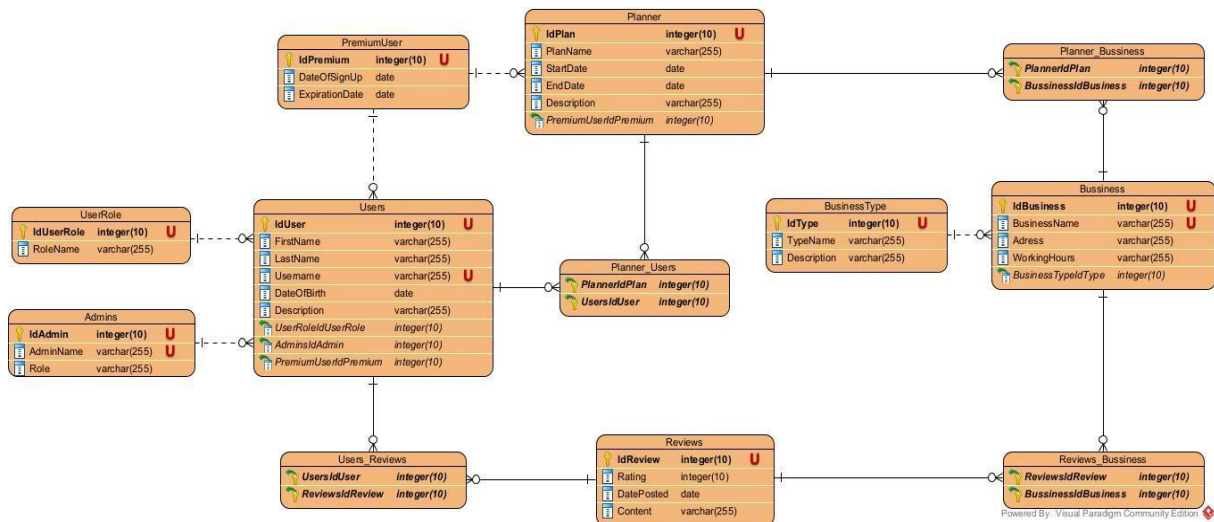 Planner
IdPlan integer(10) U
PlanName varchar(255)
StartDate date
EndDate date
Description varchar(255)
PremiumUserIdPremium integer(10)
PremiumUser
IdPremium integer(10) U
DateOfSignUp date
ExpirationDate date
Planner_Bussiness
PlannerIdPlan integer(10)
BussinessIdBusiness integer(10)
UserRole
IdUserRole integer(10) U
RoleName varchar(255)
Users
IdUser integer(10) U
FirstName varchar(255)
LastName varchar(255)
Username varchar(255) U
DateOfBirth date
Description varchar(255)
UserRoleIdUserRole integer(10)
AdminsIdAdmin integer(10)
PremiumUserIdPremium integer(10)
BusinessType
IdType integer(10) U
TypeName varchar(255)
Description varchar(255)
Bussiness
IdBusiness integer(10) U
BusinessName varchar(255) U
Adress varchar(255)
WorkingHours varchar(255)
BusinessTypeIdType integer(10)
Planner_Users
PlannerIdPlan integer(10)
UsersIdUser integer(10)
Admins
IdAdmin integer(10) U
AdminName varchar(255) U
Role varchar(255)
Users_Reviews
UsersIdUser integer(10)
ReviewsIdReview integer(10)
Reviews
IdReview integer(10) U
Rating integer(10)
DatePosted date
Content varchar(255)
Reviews_Bussiness
ReviewsIdReview integer(10)
BussinessIdBusiness integer(10)
Powered By Visual Paradigm Community Edition